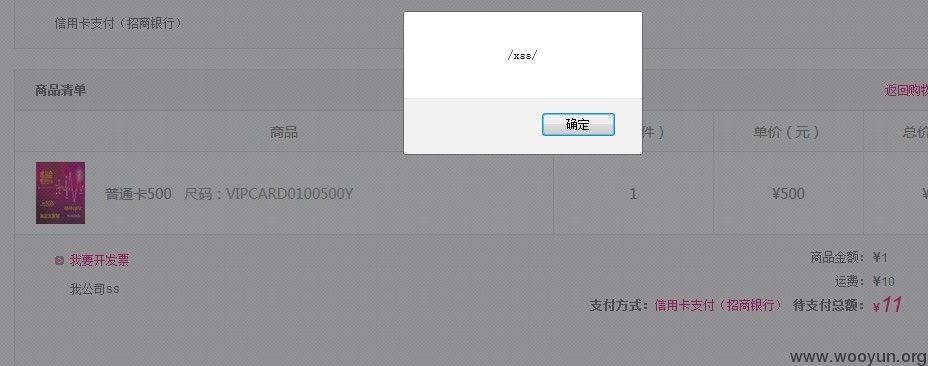 信用卡支付（招商银行）
/xss/
确定
商品清单
返回购物
商品 件） 单价（元） 总价
普通卡500 尺码：VIPCARD0100500Y 1 ¥500 ¥
我要开发票
我公司ss
商品金额：¥1
运费：¥10
支付方式：信用卡支付（招商银行） 待支付总额：¥11
www.wooyun.org